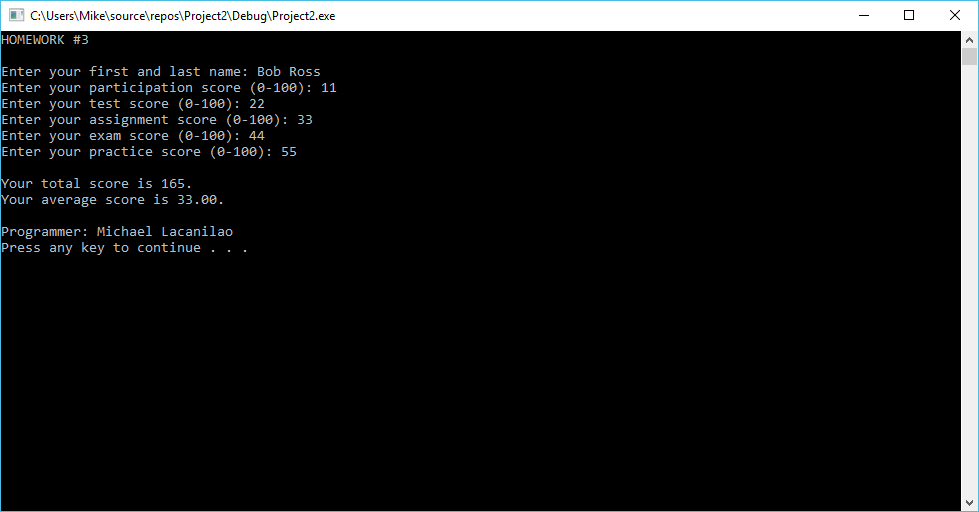 C:\Users\Mike\source\repos\Project2\Debug\Project2.exe
HOMEWORK #3
Enter your first and last name: Bob Ross
Enter your participation score (0-100): 11
Enter your test score (0-100): 22
Enter your assignment score (0-100): 33
Enter your exam score (0-100): 44
Enter your practice score (0-100): 55
Your total score is 165.
Your average score is 33.00.
Programmer: Michael Lacanilao
Press any key to continue . . .